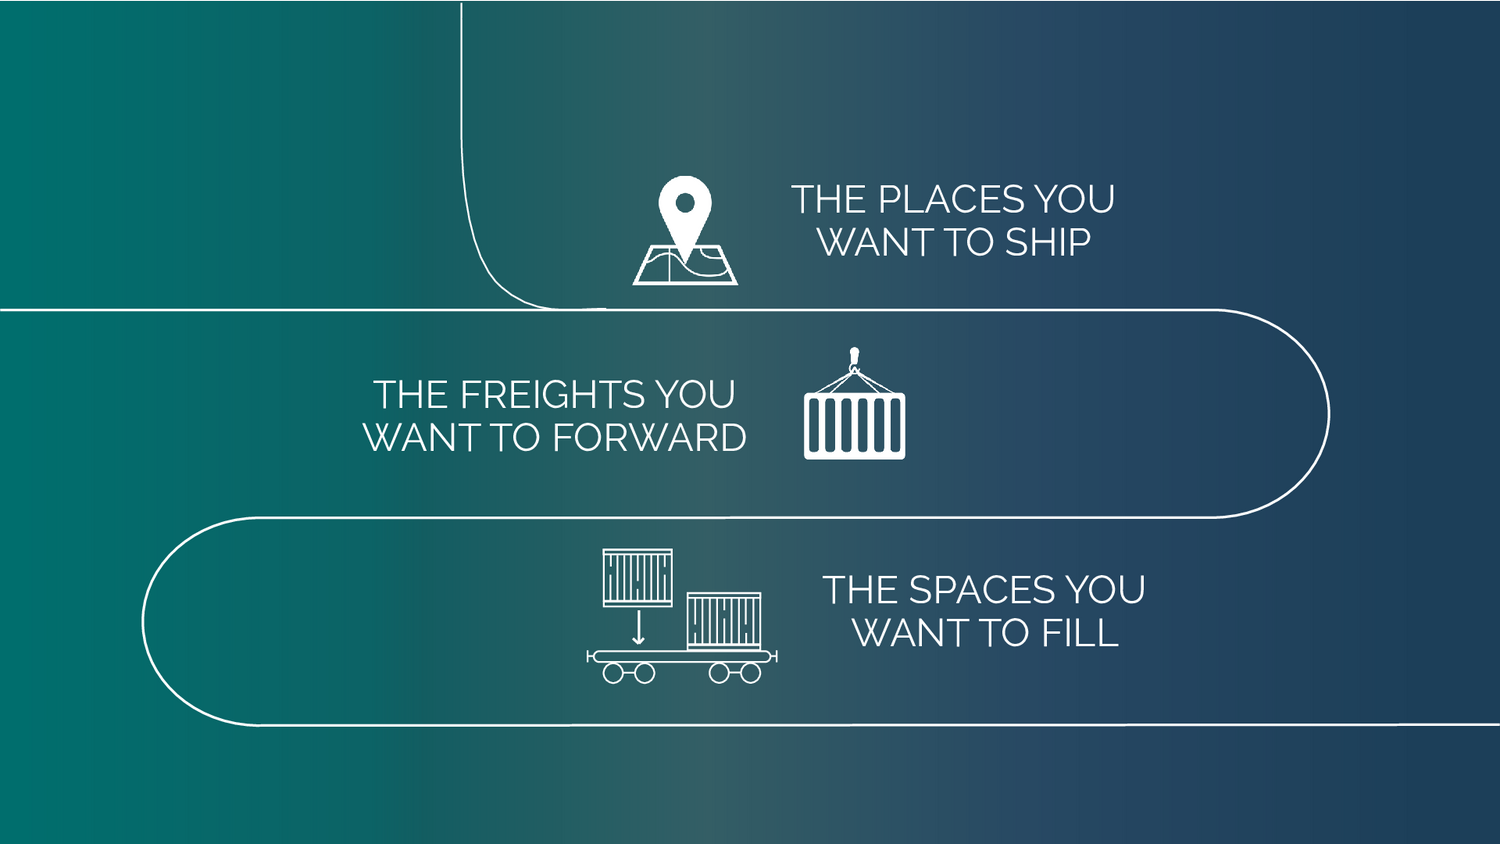 THE PLACES YOU
WANT TO SHIP
THE FREIGHTS YOU
WANT TO FORWARD
THE SPACES YOU
WANT TO FILL